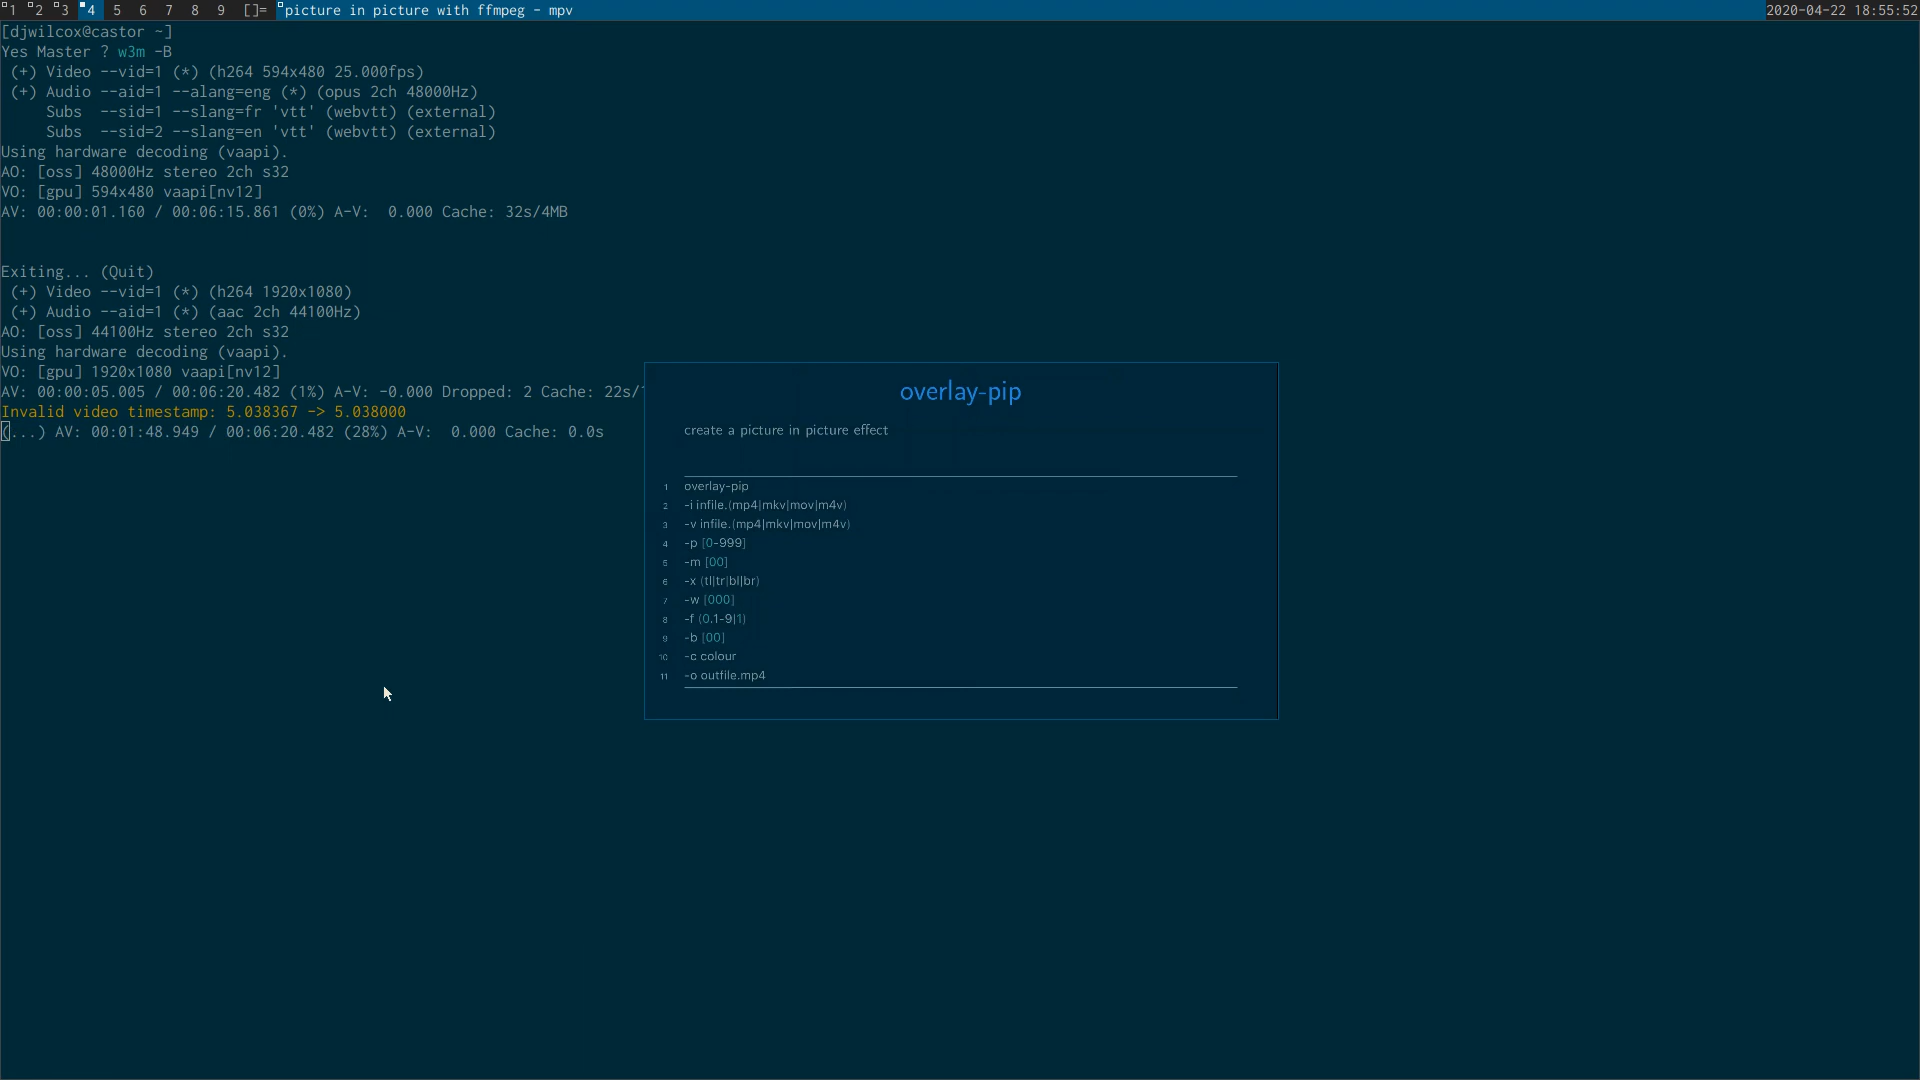 1 2 3 4 5 6 7 8 9 []= picture in picture with ffmpeg - mpv 2020-04-22 18:55:52
[djwilcox@castor ~]
Yes Master ? w3m -B
(+) Video --vid=1 (*) (h264 594x480 25.000fps)
(+) Audio --aid=1 --alang=eng (*) (opus 2ch 48000Hz)
Subs --sid=1 --slang=fr 'vtt' (webvtt) (external)
Subs --sid=2 --slang=en 'vtt' (webvtt) (external)
Using hardware decoding (vaapi).
AO: [oss] 48000Hz stereo 2ch s32
VO: [gpu] 594x480 vaapi[nv12]
AV: 00:00:01.160 / 00:06:15.861 (0%) A-V: 0.000 Cache: 32s/4MB
Exiting... (Quit)
(+) Video --vid=1 (*) (h264 1920x1080)
(+) Audio --aid=1 (*) (aac 2ch 44100Hz)
AO: [oss] 44100Hz stereo 2ch s32
Using hardware decoding (vaapi).
VO: [gpu] 1920x1080 vaapi[nv12]
AV: 00:00:05.005 / 00:06:20.482 (1%) A-V: -0.000 Dropped: 2 Cache: 22s/
Invalid video timestamp: 5.038367 -> 5.038000
(...) AV: 00:01:48.949 / 00:06:20.482 (28%) A-V: 0.000 Cache: 0.0s
overlay-pip
create a picture in picture effect
1 overlay-pip
2 -i infile.(mp4|mkv|mov|m4v)
3 -v infile.(mp4|mkv|mov|m4v)
4 -p [0-999]
5 -m [00]
6 -x (tl|tr|bl|br)
7 -w [000]
8 -f (0.1-9|1)
9 -b [00]
10 -c colour
11 -o outfile.mp4